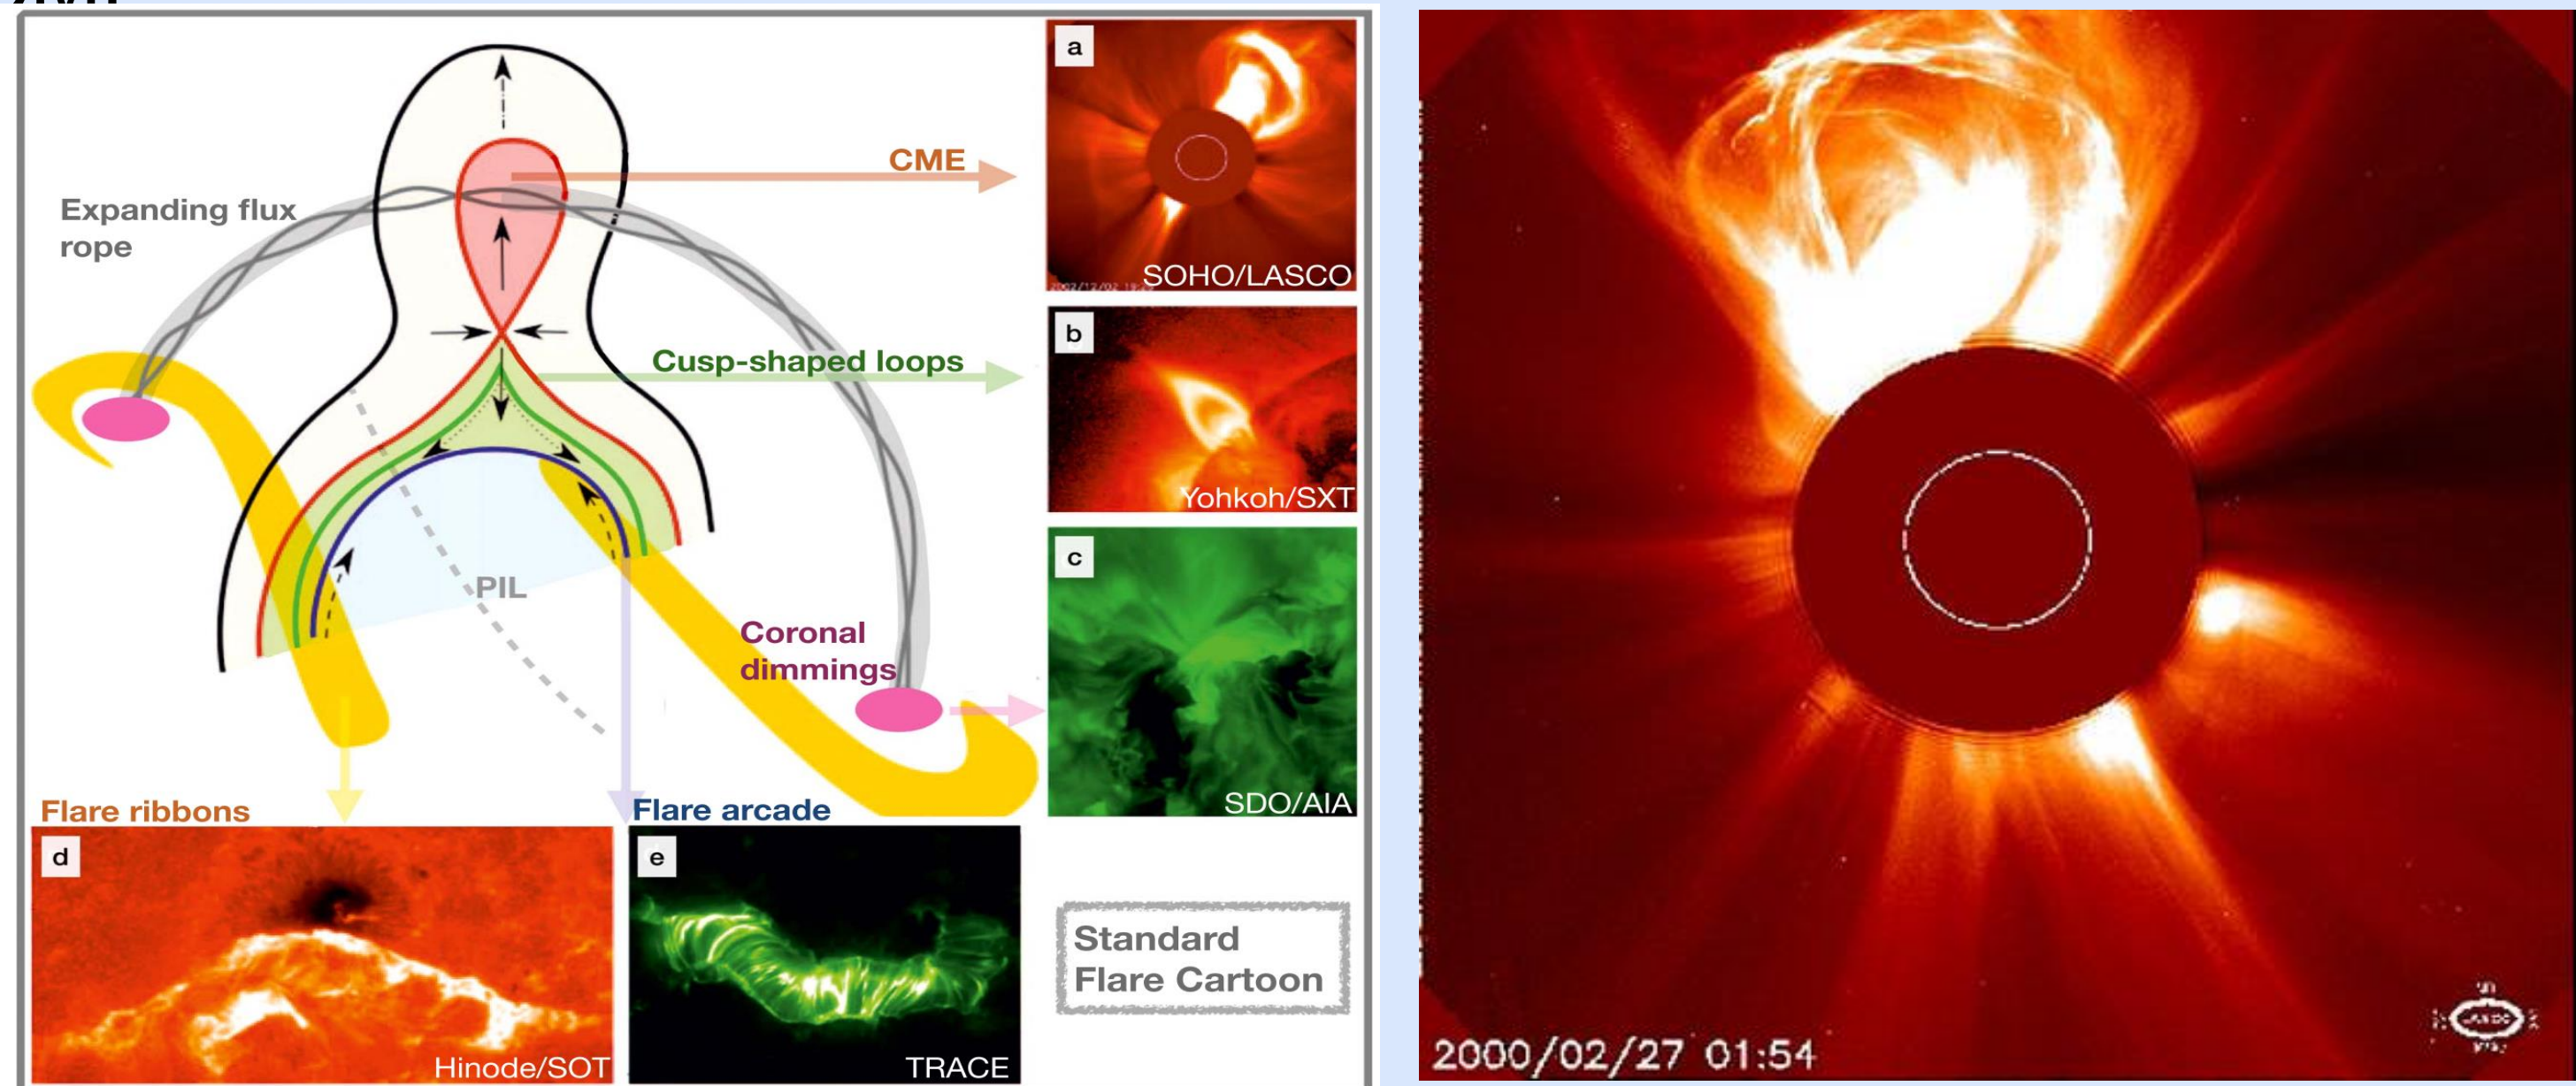 a
CME
Expanding flux
rope
SOHO/LASCO
b
Cusp-shaped loops
Yohkoh/SXT
c
PIL
Coronal
dimmings
SDO/AIA
Flare ribbons
Flare arcade
d
e
Standard
Flare Cartoon
Hinode/SOT
TRACE
2000/02/27 01:54
LASCO